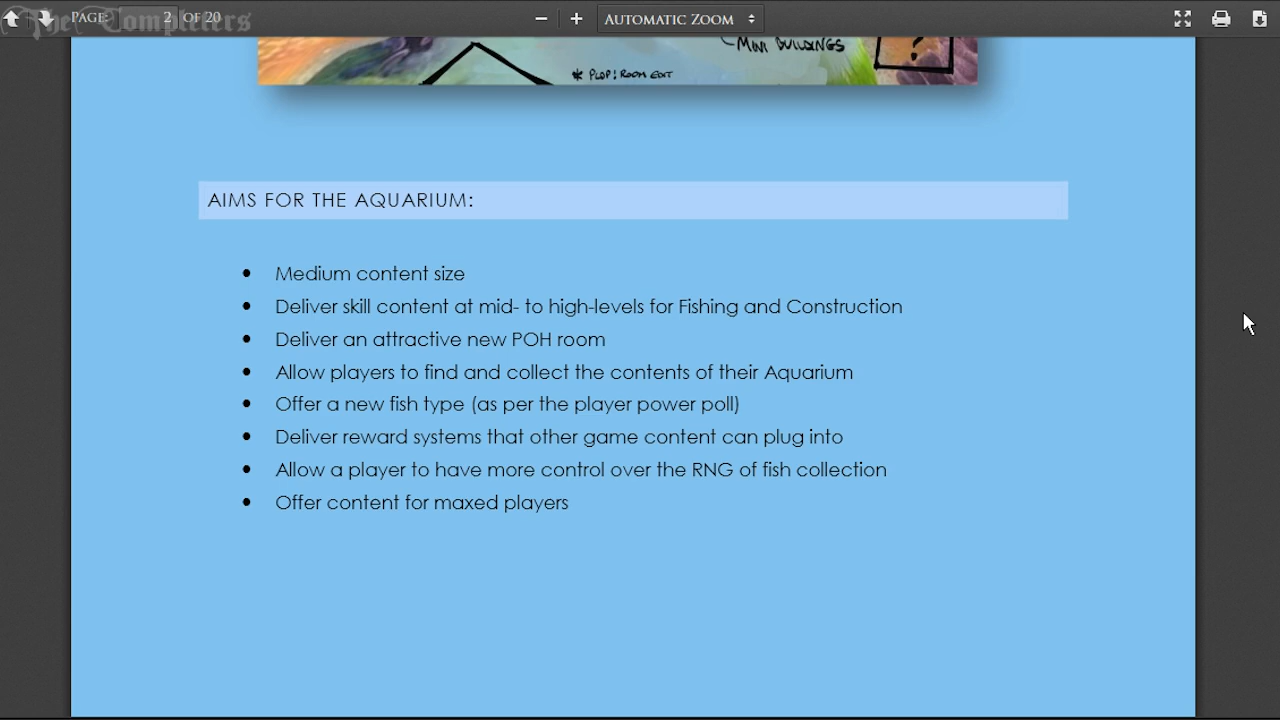 The Completers
PAGE: 2 OF 20
AUTOMATIC ZOOM
MINI BUILDINGS
?
* PLOP! ROOM EDIT
AIMS FOR THE AQUARIUM:
• Medium content size
• Deliver skill content at mid- to high-levels for Fishing and Construction
• Deliver an attractive new POH room
• Allow players to find and collect the contents of their Aquarium
• Offer a new fish type (as per the player power poll)
• Deliver reward systems that other game content can plug into
• Allow a player to have more control over the RNG of fish collection
• Offer content for maxed players